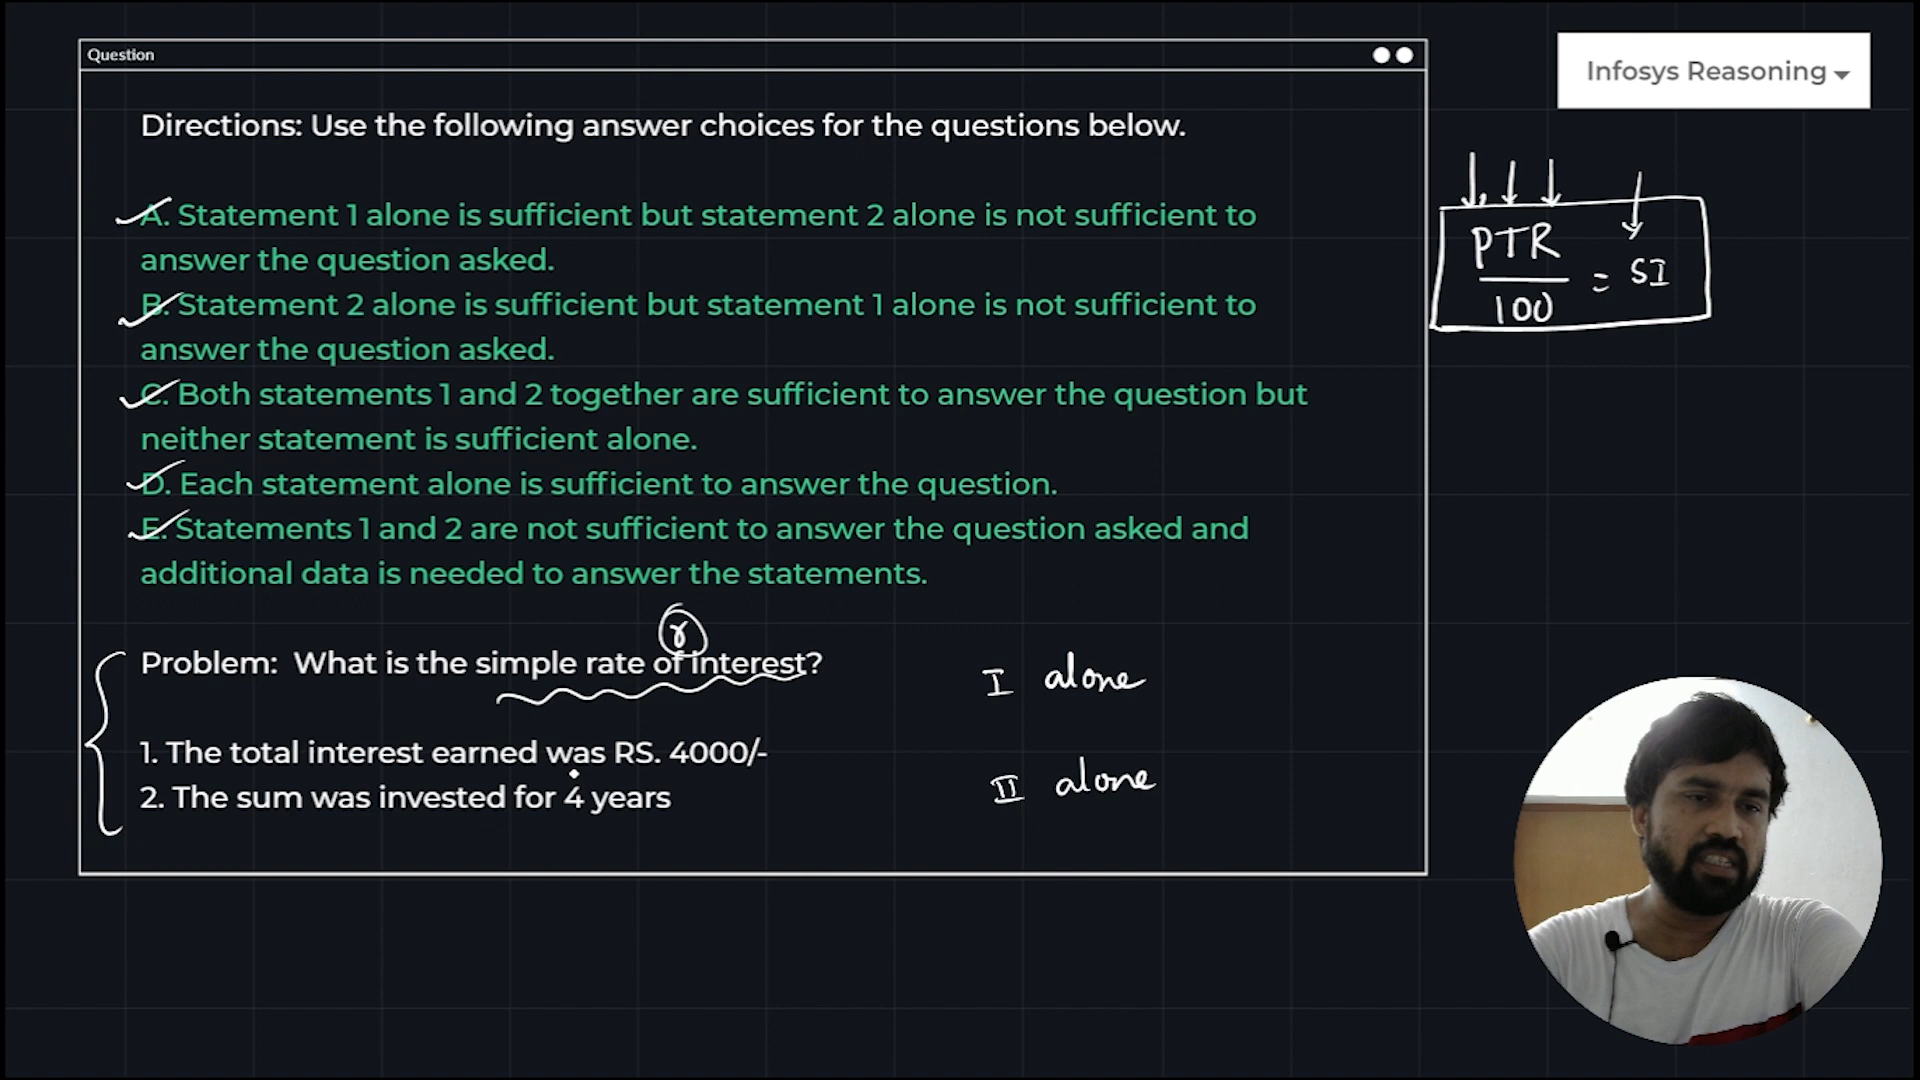 Question
Infosys Reasoning
Directions: Use the following answer choices for the questions below.
A. Statement 1 alone is sufficient but statement 2 alone is not sufficient to
answer the question asked.
B. Statement 2 alone is sufficient but statement 1 alone is not sufficient to
answer the question asked.
C. Both statements 1 and 2 together are sufficient to answer the question but
neither statement is sufficient alone.
D. Each statement alone is sufficient to answer the question.
E. Statements 1 and 2 are not sufficient to answer the question asked and
additional data is needed to answer the statements.
PTR
100
= SI
r
Problem: What is the simple rate of interest?
1. The total interest earned was RS. 4000/-
2. The sum was invested for 4 years
I alone
II alone